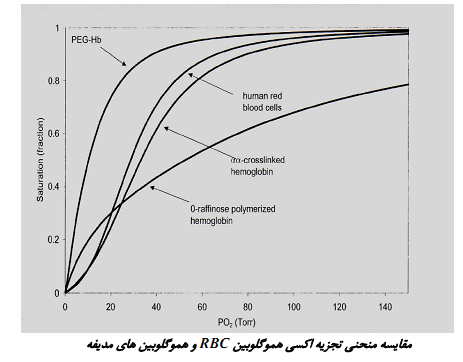 PEG-Hb
human red
blood cells
αα-crosslinked
hemoglobin
0-raffinose polymerized
hemoglobin
Saturation (fraction)
1
0.8
0.6
0.4
0.2
0
0 20 40 60 80 100 120 140
PO2 (Torr)
مقایسه منحنی تجزیه اکسی هموگلوبین RBC و هموگلوبین های مدیفه